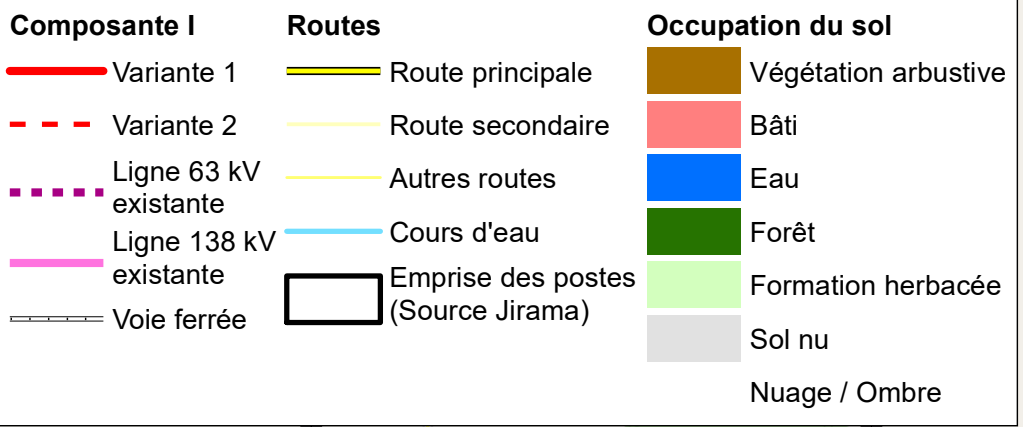 Composante I
Variante 1
Variante 2
Ligne 63 kV
existante
Ligne 138 kV
existante
Voie ferrée
Routes
Route principale
Route secondaire
Autres routes
Cours d'eau
Emprise des postes
(Source Jirama)
Occupation du sol
Végétation arbustive
Bâti
Eau
Forêt
Formation herbacée
Sol nu
Nuage / Ombre